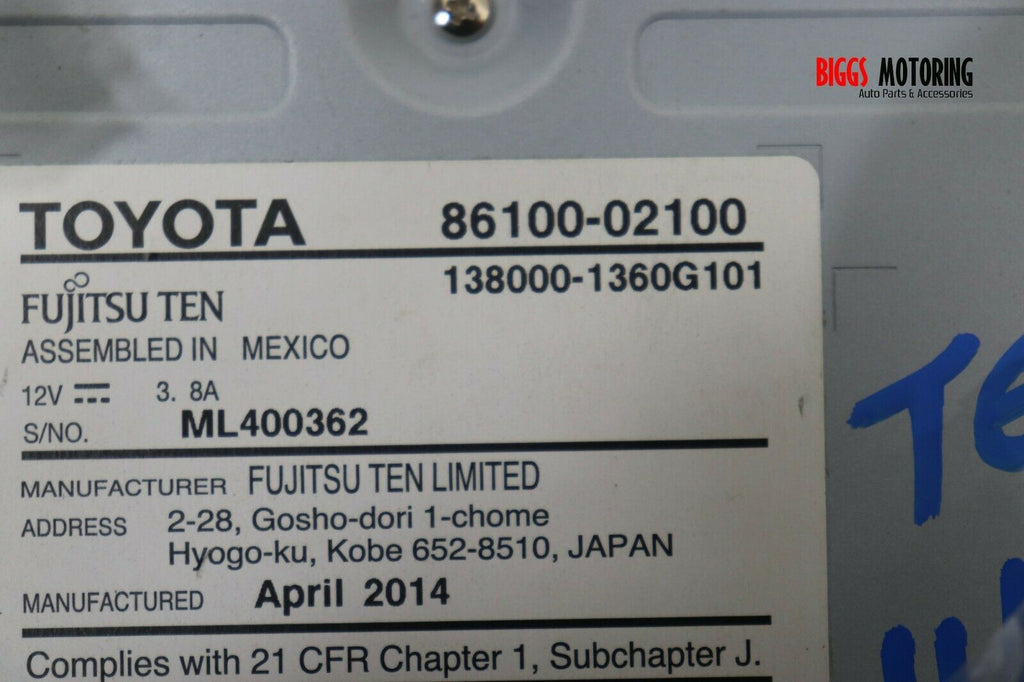 BIGGS MOTORING
Auto Parts & Accessories
TOYOTA 86100-02100
138000-1360G101
FUJITSU TEN
ASSEMBLED IN MEXICO
12V 3. 8A
S/NO. ML400362
MANUFACTURER FUJITSU TEN LIMITED
ADDRESS 2-28, Gosho-dori 1-chome
Hyogo-ku, Kobe 652-8510, JAPAN
MANUFACTURED April 2014
Complies with 21 CFR Chapter 1, Subchapter J.